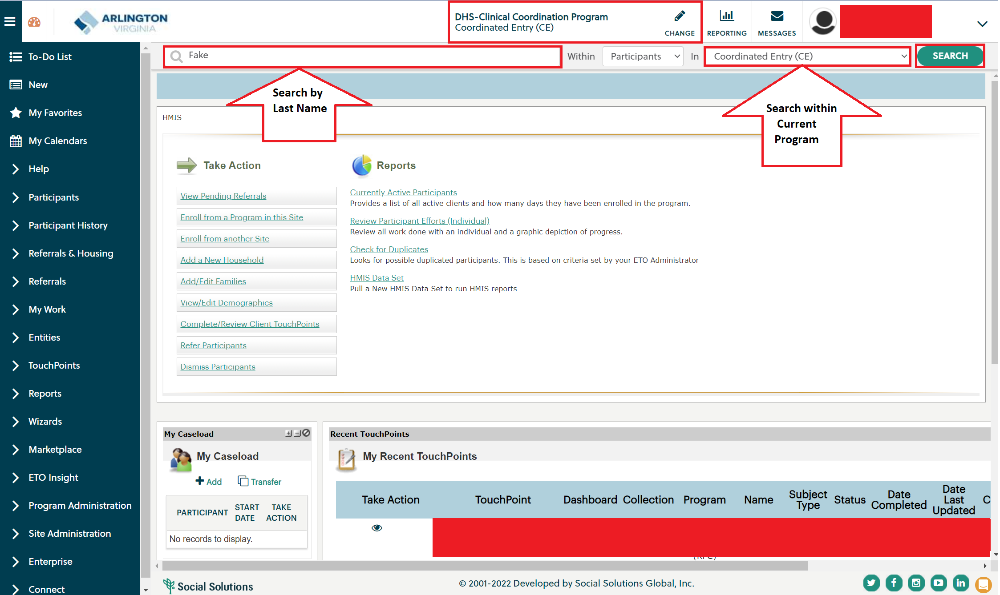 ARLINGTON
VIRGINIA
DHS-Clinical Coordination Program
Coordinated Entry (CE)
CHANGE
REPORTING
MESSAGES
Fake
Within
Participants
In
Coordinated Entry (CE)
SEARCH
To-Do List
New
My Favorites
My Calendars
Help
Participants
Participant History
Referrals & Housing
Referrals
My Work
Entities
TouchPoints
Reports
Wizards
Marketplace
ETO Insight
Program Administration
Site Administration
Enterprise
Connect
Search by
Last Name
Search within
Current
Program
HMIS
Take Action
View Pending Referrals
Enroll from a Program in this Site
Enroll from another Site
Add a New Household
Add/Edit Families
View/Edit Demographics
Complete/Review Client TouchPoints
Refer Participants
Dismiss Participants
Reports
Currently Active Participants
Provides a list of all active clients and how many days they have been enrolled in the program.
Review Participant Efforts (Individual)
Review all work done with an individual and a graphic depiction of progress.
Check for Duplicates
Looks for possible duplicated participants. This is based on criteria set by your ETO Administrator
HMIS Data Set
Pull a New HMIS Data Set to run HMIS reports
My Caseload
My Caseload
Add
Transfer
PARTICIPANT
START
DATE
TAKE
ACTION
No records to display.
Recent TouchPoints
My Recent TouchPoints
Take Action
TouchPoint
Dashboard
Collection
Program
Name
Subject
Type
Status
Date
Completed
Date
Last
Updated
C
Social Solutions
© 2001-2022 Developed by Social Solutions Global, Inc.